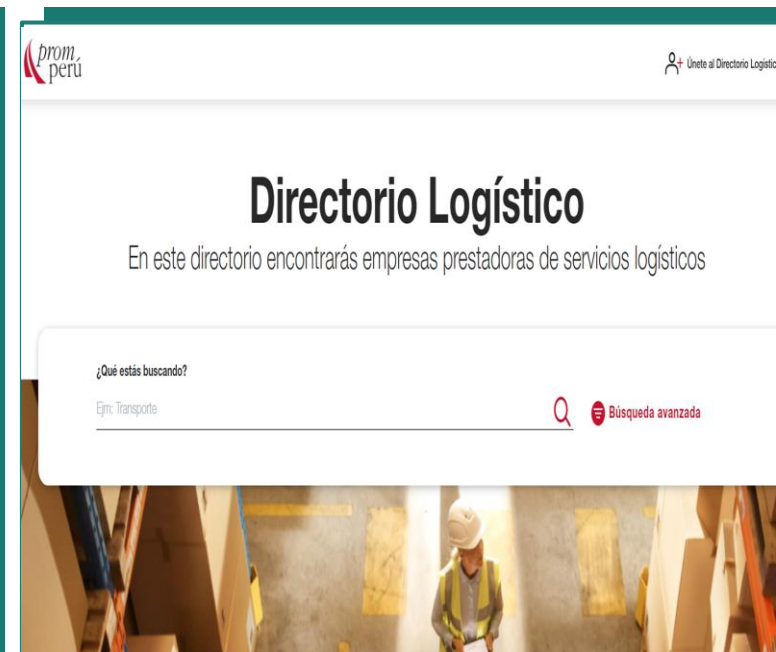 prom
perú
Únete al Directorio Logístic
Directorio Logístico
En este directorio encontrarás empresas prestadoras de servicios logísticos
¿Qué estás buscando?
Ejm: Transporte
Búsqueda avanzada